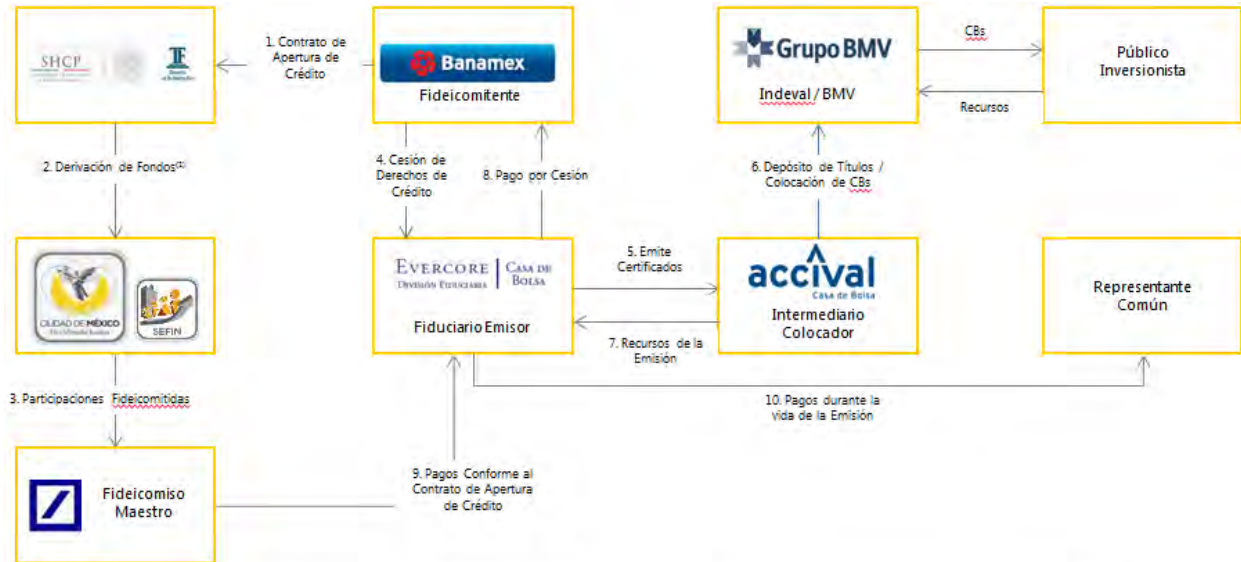 SHCP
1. Contrato de
Apertura de
Crédito
Banamex
Fideicomitente
Grupo BMV
Indeval / BMV
CBs
Recursos
Público
Inversionista
2. Derivación de Fondos(1)
4. Cesión de
Derechos de
Crédito
8. Pago por Cesión
6. Depósito de Títulos /
Colocación de CBs
CIUDAD DE MÉXICO
SEFIN
EVERCORE
DIVISIÓN FIDUCIARIA
CASA DE
BOLSA
Fiduciario Emisor
5. Emite
Certificados
7. Recursos de la
Emisión
accival
Casa de Bolsa
Intermediario
Colocador
Representante
Común
3. Participaciones Fideicomitidas
10. Pagos durante la
vida de la Emisión
Fideicomiso
Maestro
9. Pagos Conforme al
Contrato de Apertura
de Crédito